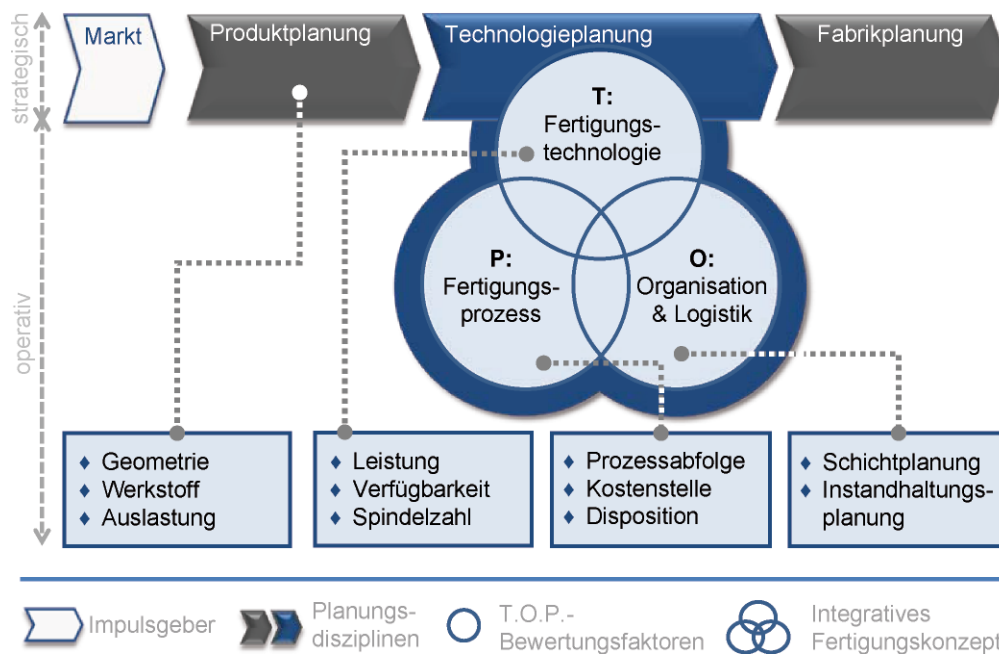 strategisch
operativ
Markt
Produktplanung
Technologieplanung
Fabrikplanung
T:
Fertigungs-
technologie
P:
Fertigungs-
prozess
O:
Organisation
& Logistik
♦ Geometrie
♦ Werkstoff
♦ Auslastung
♦ Leistung
♦ Verfügbarkeit
♦ Spindelzahl
♦ Prozessabfolge
♦ Kostenstelle
♦ Disposition
♦ Schichtplanung
♦ Instandhaltungs-
planung
Impulsgeber
Planungs-
disziplinen
T.O.P.-
Bewertungsfaktoren
Integratives
Fertigungskonzept